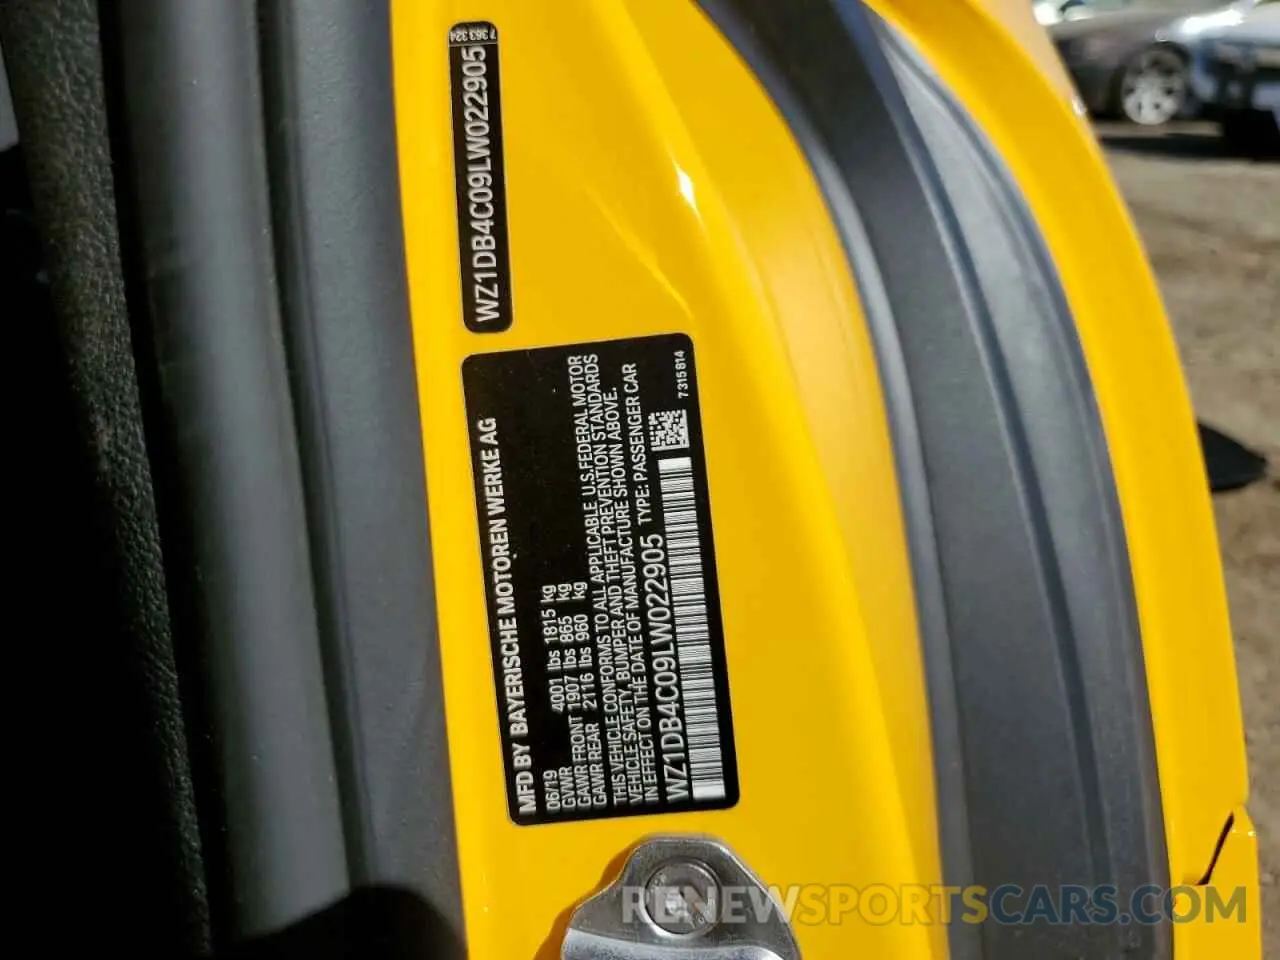 7 363 324
WZ1DB4C09LW022905
MFD BY BAYERISCHE MOTOREN WERKE AG
06/19
GVWR 4001 lbs 1815 kg
GAWR FRONT 1907 lbs 865 kg
GAWR REAR 2116 lbs 960 kg
THIS VEHICLE CONFORMS TO ALL APPLICABLE U.S. FEDERAL MOTOR
VEHICLE SAFETY, BUMPER AND THEFT PREVENTION STANDARDS
IN EFFECT ON THE DATE OF MANUFACTURE SHOWN ABOVE.
WZ1DB4C09LW022905 TYPE: PASSENGER CAR
7315814
RENEWSPORTSCARS.COM